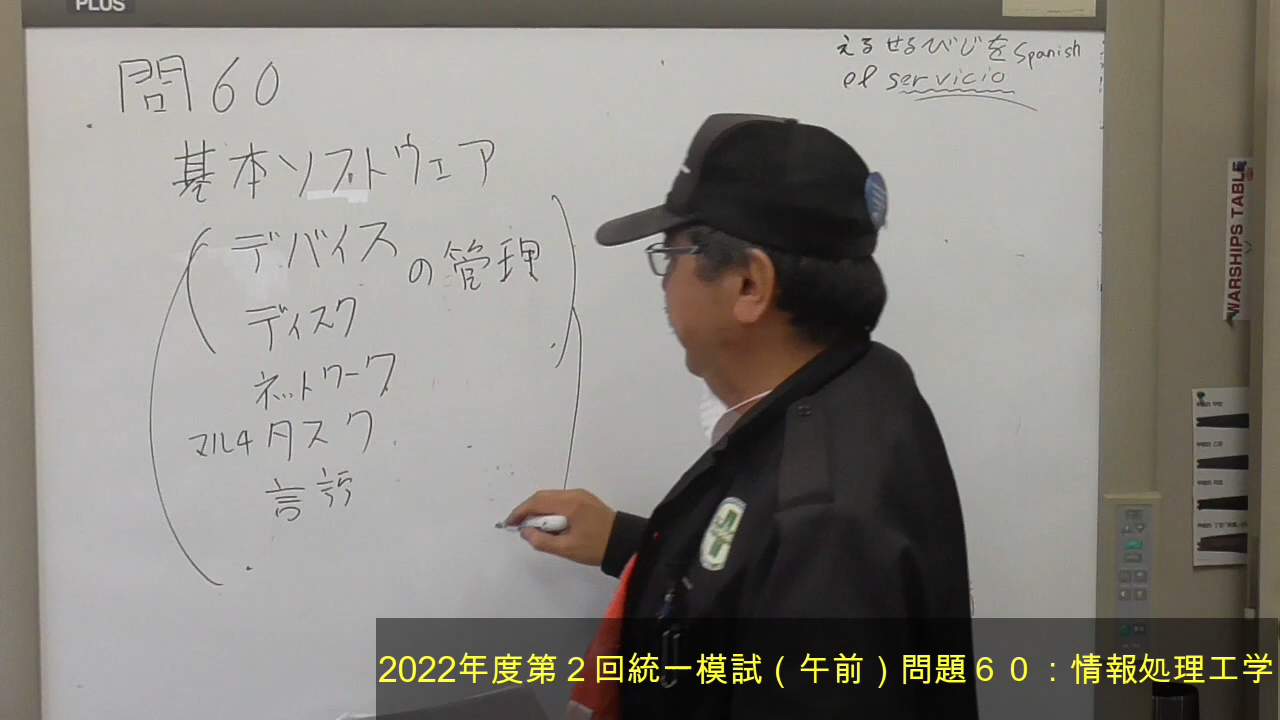 PLUS
えるせるびじを Spanish
el servicio
問60
基本ソフトウェア
デバイスの管理
ディスク
ネットワーク
マルチタスク
言語
WARSHIPS TABLE
2022年度第2回統一模試(午前)問題60:情報処理工学